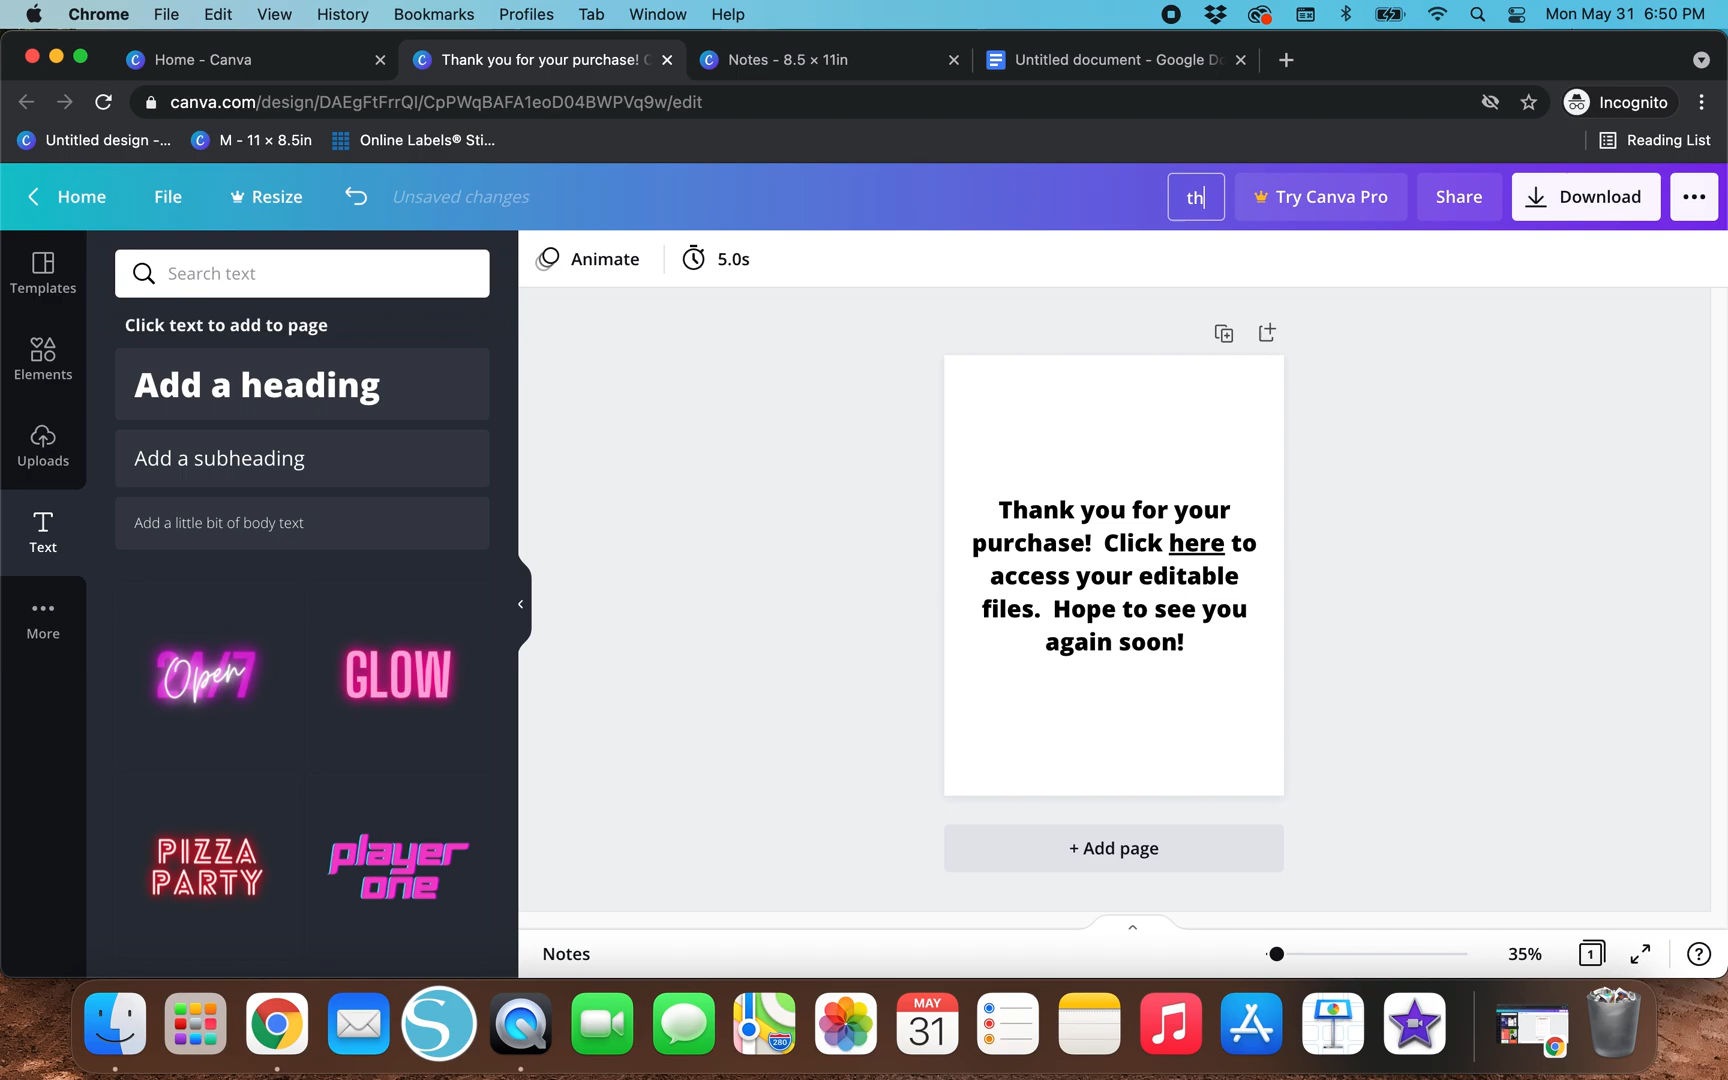 Chrome File Edit View History Bookmarks Profiles Tab Window Help Mon May 31 6:50 PM
Home - Canva Thank you for your purchase! Notes - 8.5 × 11in Untitled document - Google Do
canva.com/design/DAEgFtFrrQI/CpPWqBAFA1eoD04BWPVq9w/edit Incognito
Untitled design -... M - 11 × 8.5in Online Labels® Sti... Reading List
Home File Resize Unsaved changes th Try Canva Pro Share Download
Templates
Elements
Uploads
Text
More
Search text
Click text to add to page
Add a heading
Add a subheading
Add a little bit of body text
24/7
Open
GLOW
PIZZA
PARTY
player
one
Animate 5.0s
Thank you for your
purchase! Click here to
access your editable
files. Hope to see you
again soon!
+ Add page
Notes 35% 1 ?
MAY
31
280